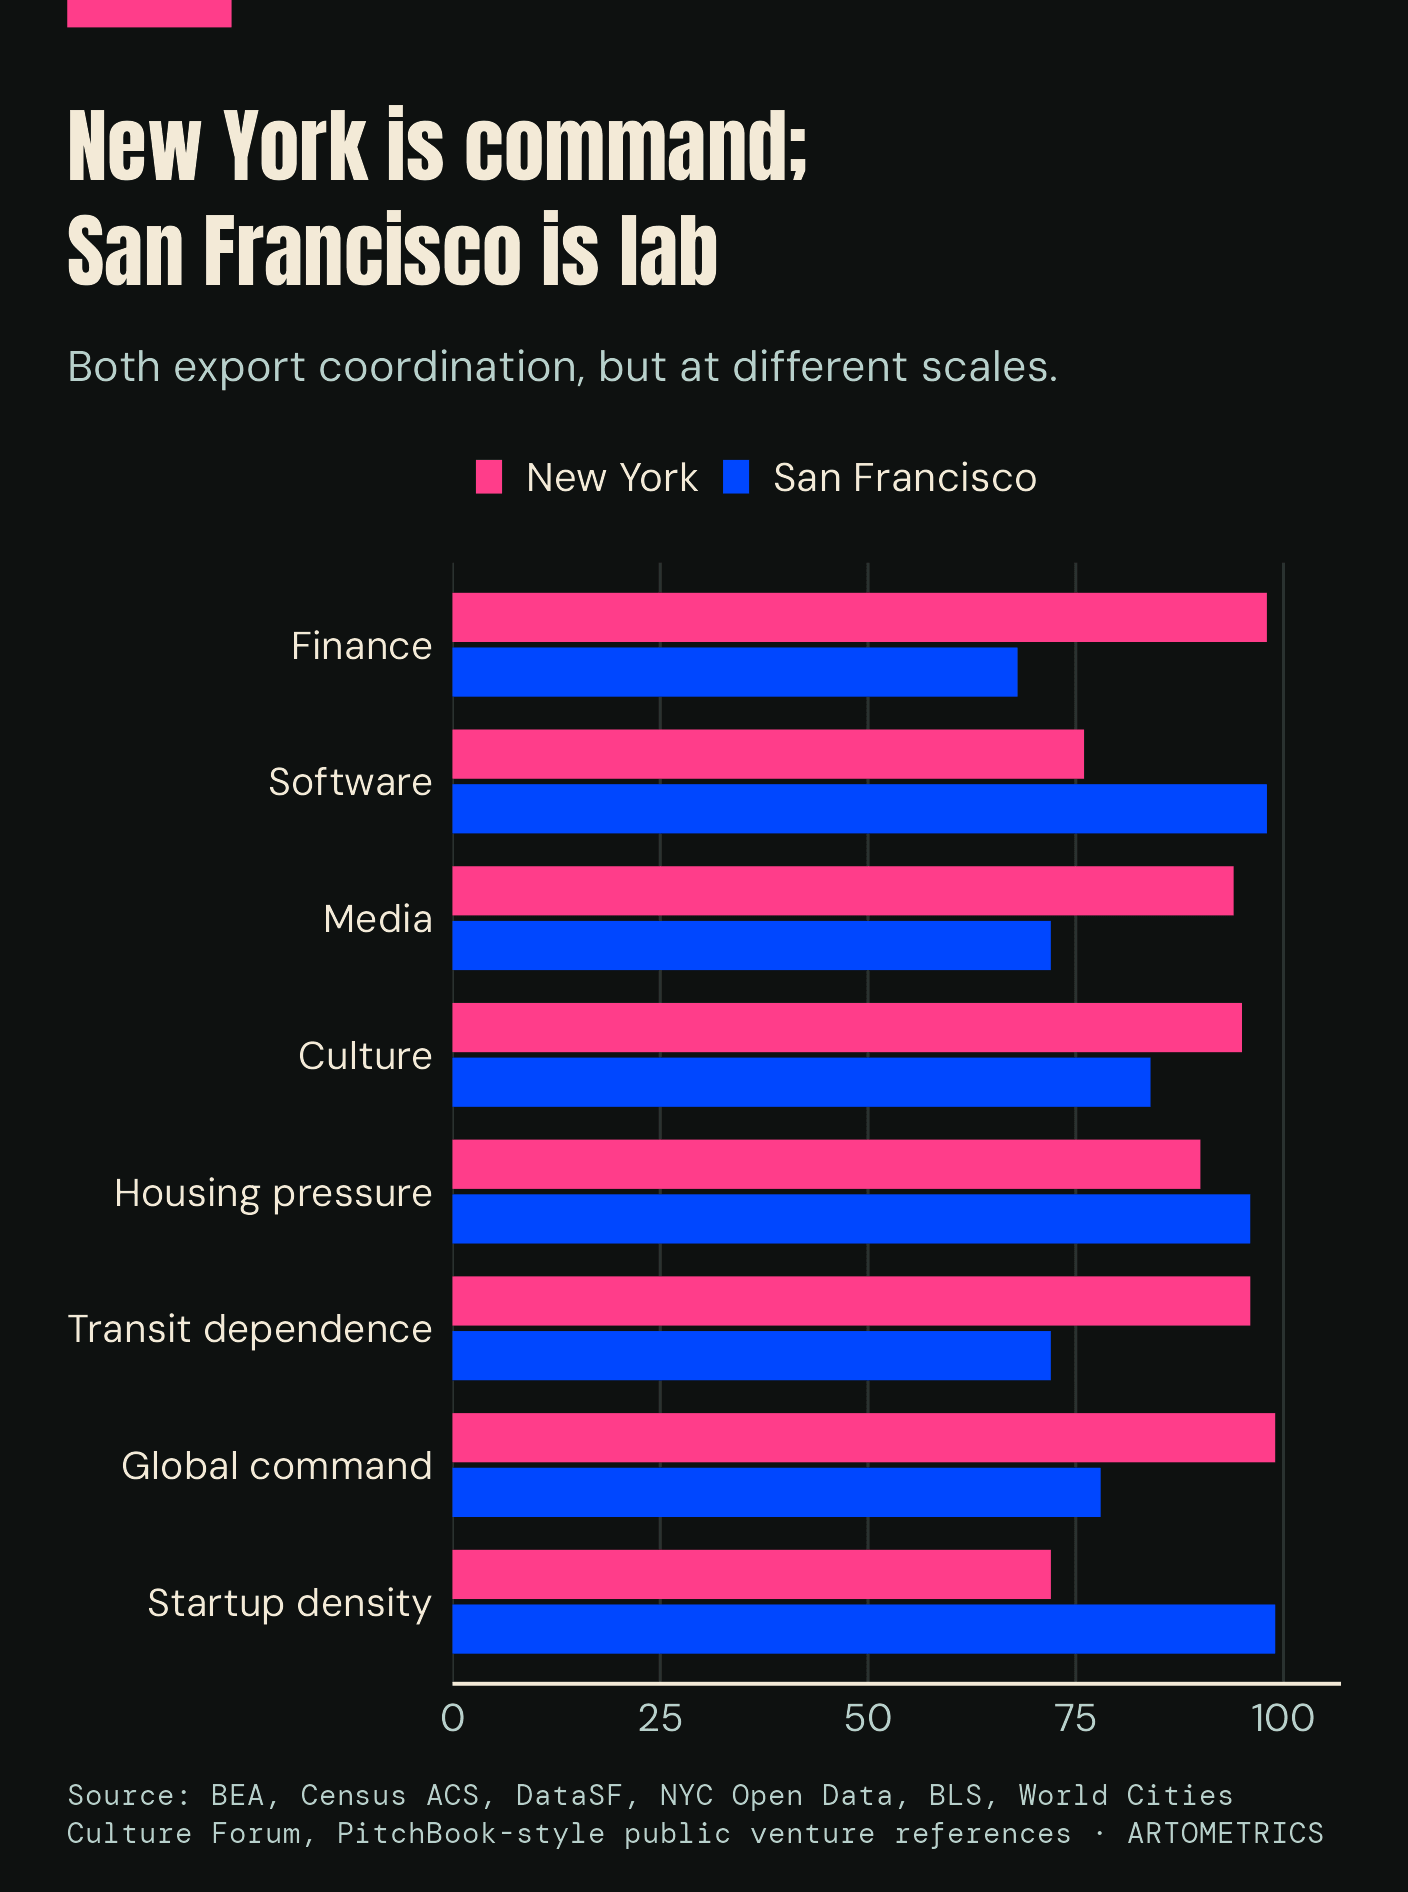 New York is command;
San Francisco is lab
Both export coordination, but at different scales.
New York San Francisco
Finance
Software
Media
Culture
Housing pressure
Transit dependence
Global command
Startup density
0 25 50 75 100
Source: BEA, Census ACS, DataSF, NYC Open Data, BLS, World Cities
Culture Forum, PitchBook-style public venture references · ARTOMETRICS